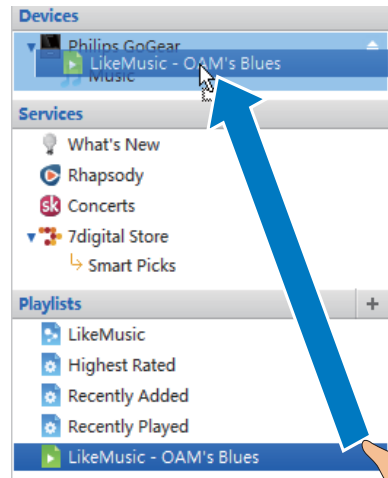 Devices
Philips GoGear
LikeMusic - OAM's Blues
Music
Services
What's New
Rhapsody
sk Concerts
7digital Store
Smart Picks
Playlists +
LikeMusic
Highest Rated
Recently Added
Recently Played
LikeMusic - OAM's Blues